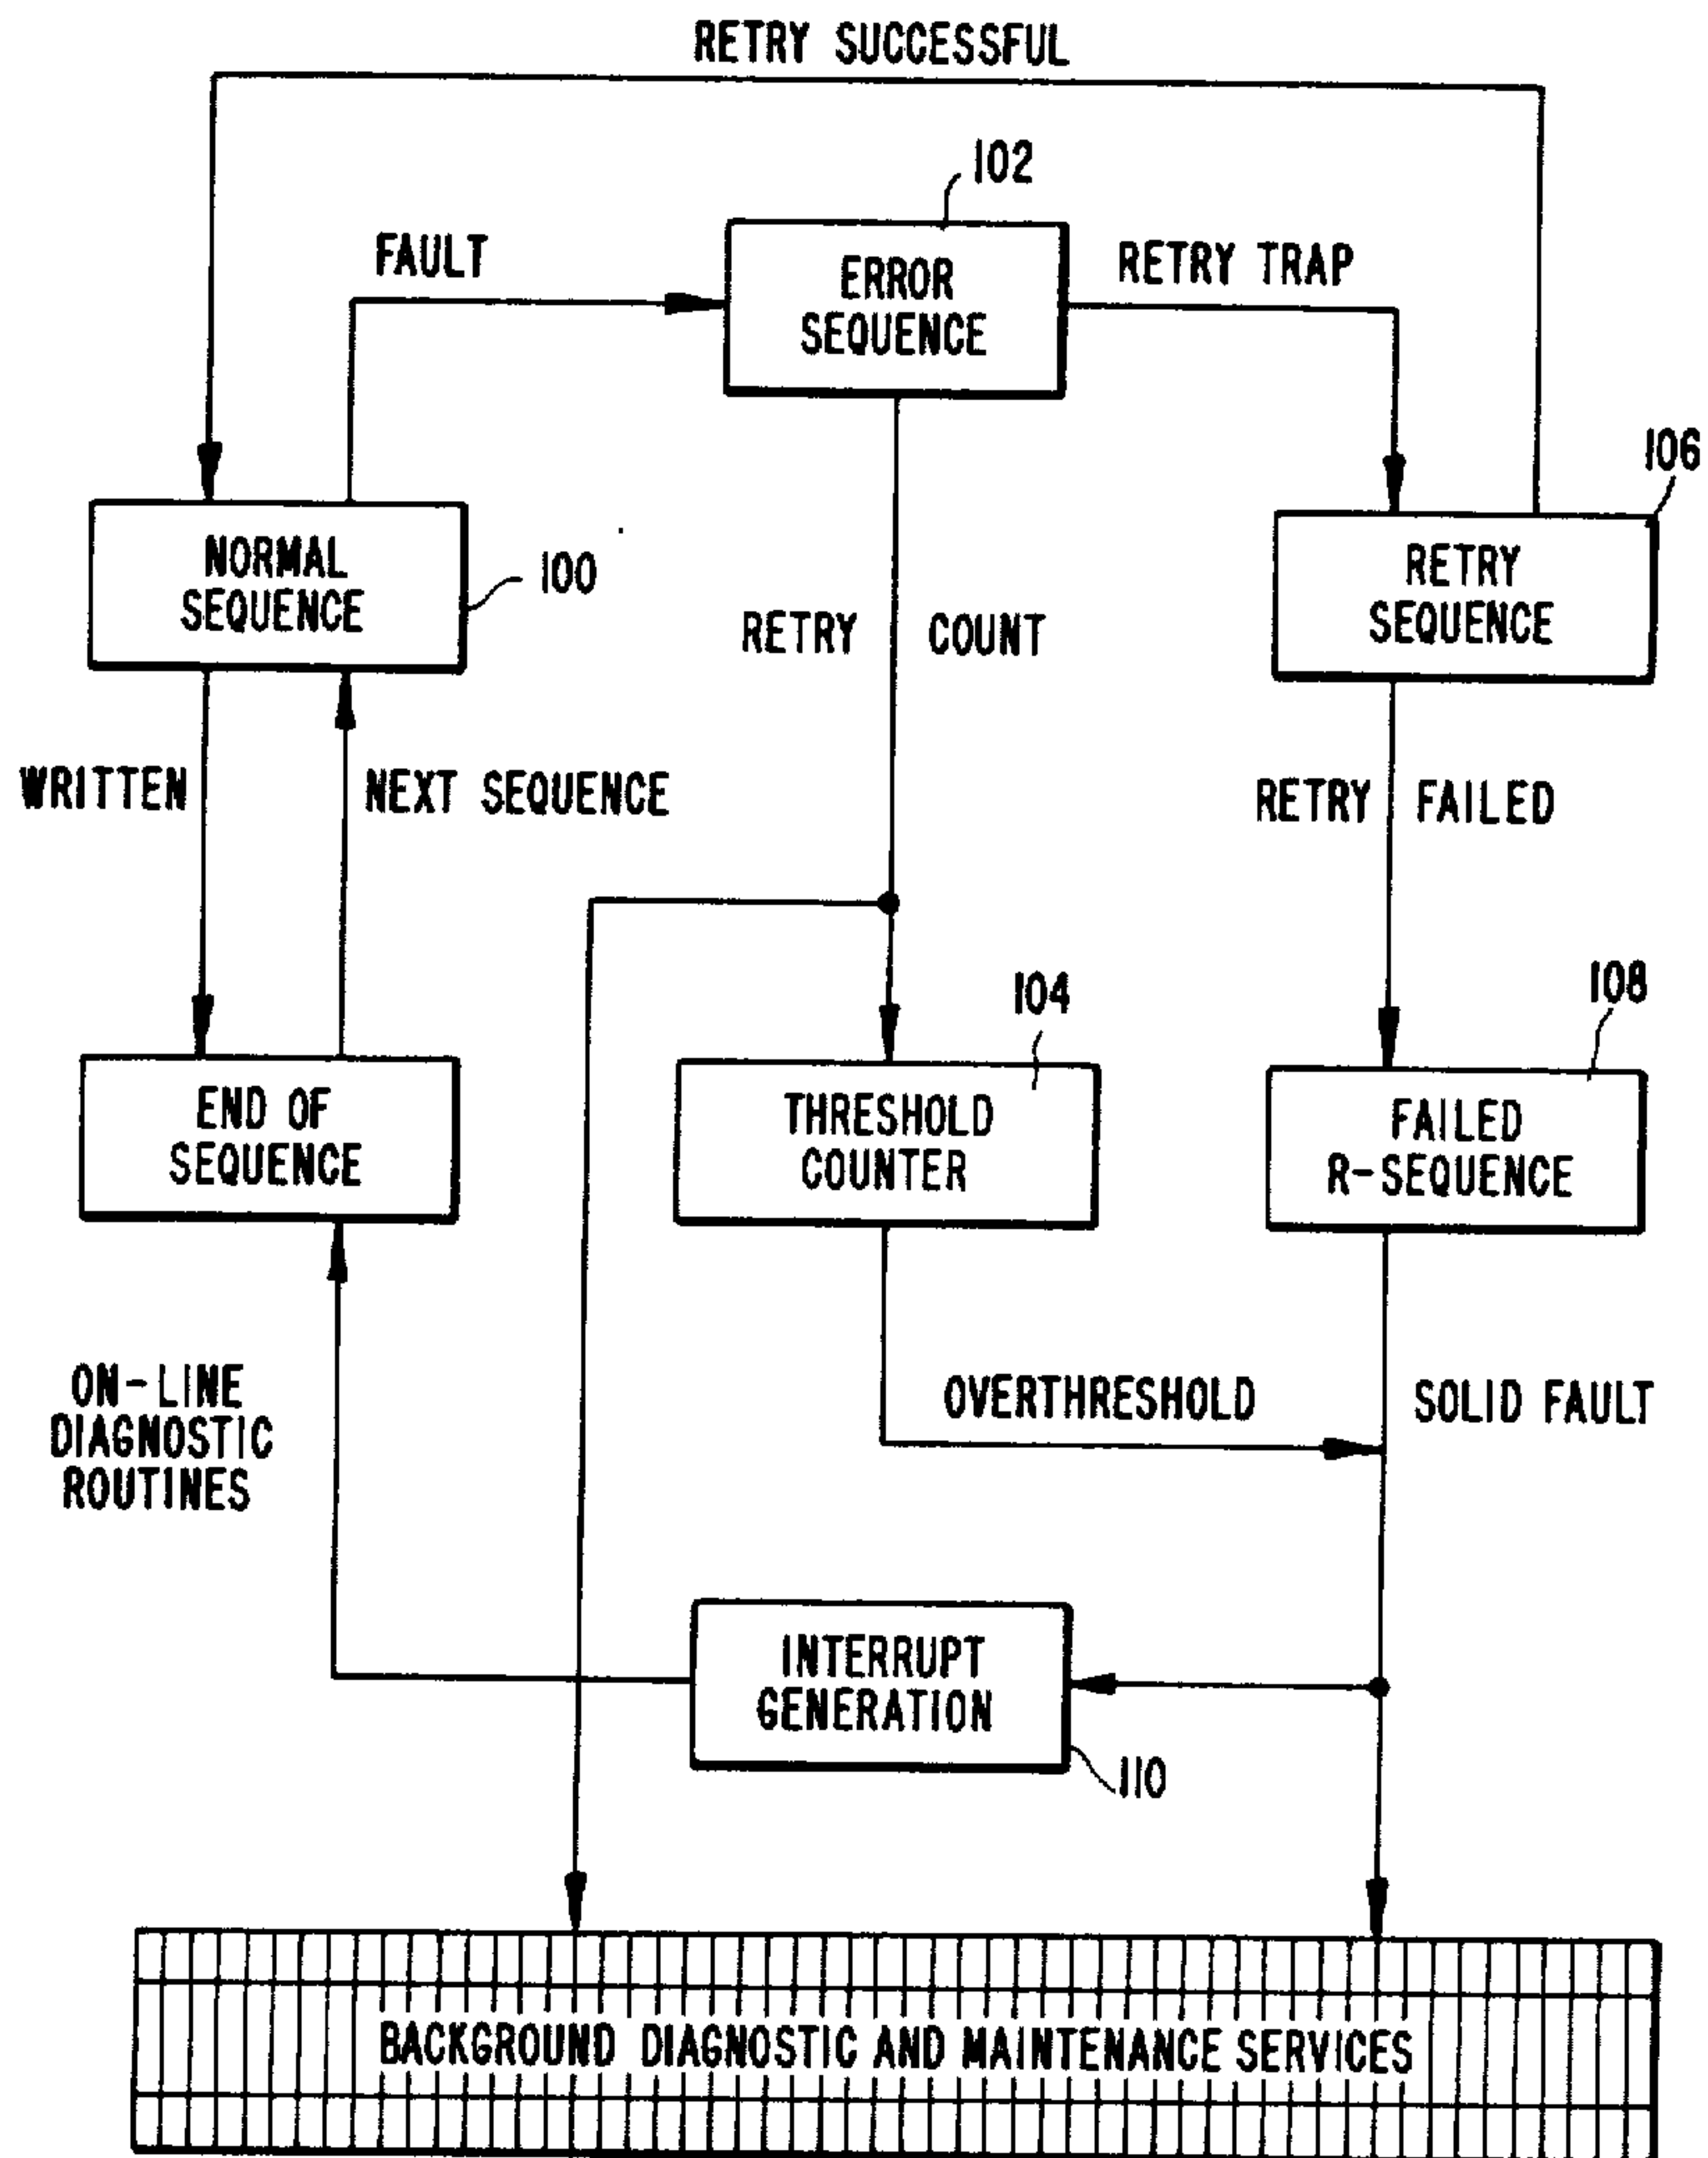 RETRY SUCCESSFUL
102
FAULT
ERROR
SEQUENCE
RETRY TRAP
106
NORMAL
SEQUENCE
100
RETRY
SEQUENCE
RETRY COUNT
WRITTEN
NEXT SEQUENCE
RETRY FAILED
104
108
END OF
SEQUENCE
THRESHOLD
COUNTER
FAILED
R-SEQUENCE
ON-LINE
DIAGNOSTIC
ROUTINES
OVERTHRESHOLD
SOLID FAULT
INTERRUPT
GENERATION
110
BACKGROUND DIAGNOSTIC AND MAINTENANCE SERVICES